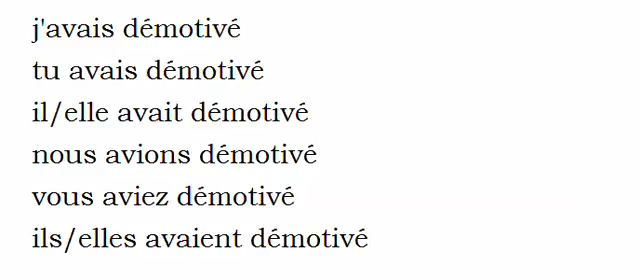 j'avais démotivé
tu avais démotivé
il/elle avait démotivé
nous avions démotivé
vous aviez démotivé
ils/elles avaient démotivé